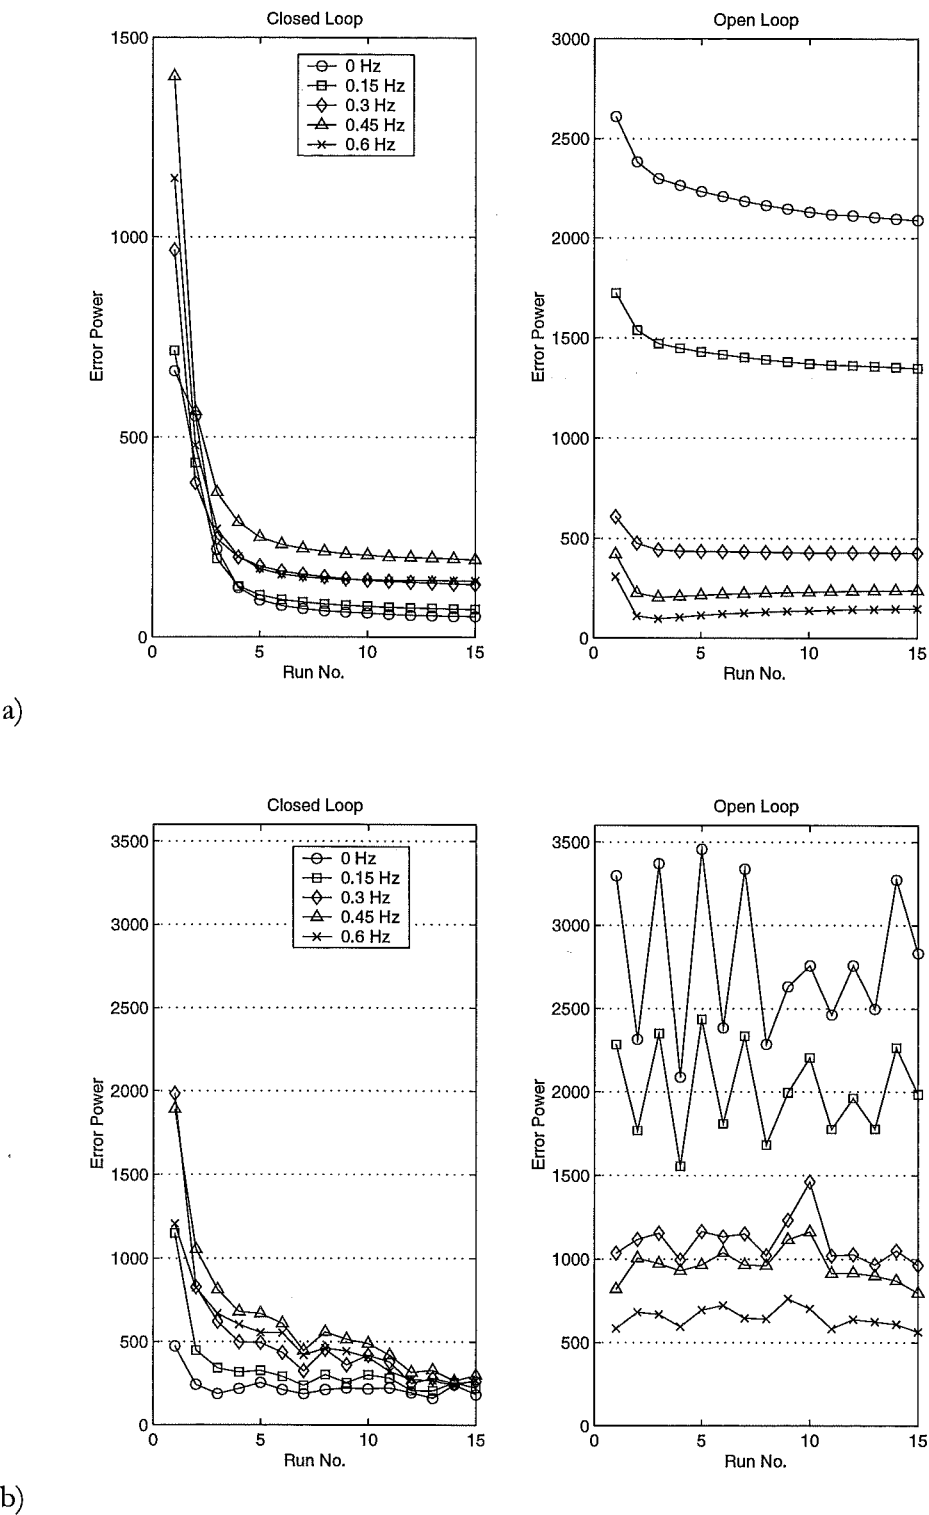 Closed Loop
1500
1000
500
0
0 5 10 15
Error Power
Run No.
0 Hz
0.15 Hz
0.3 Hz
0.45 Hz
0.6 Hz
Open Loop
3000
2500
2000
1500
1000
500
0
0 5 10 15
Error Power
Run No.
a)
Closed Loop
3500
3000
2500
2000
1500
1000
500
0
0 5 10 15
Error Power
Run No.
0 Hz
0.15 Hz
0.3 Hz
0.45 Hz
0.6 Hz
Open Loop
3500
3000
2500
2000
1500
1000
500
0
0 5 10 15
Error Power
Run No.
b)